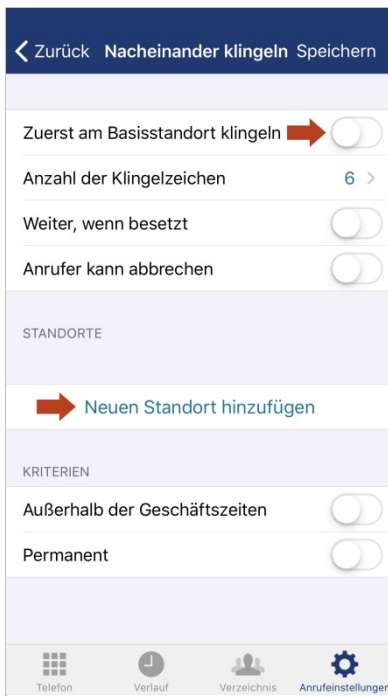 Zurück Nacheinander klingeln Speichern
Zuerst am Basisstandort klingeln
Anzahl der Klingelzeichen 6
Weiter, wenn besetzt
Anrufer kann abbrechen
STANDORTE
Neuen Standort hinzufügen
KRITERIEN
Außerhalb der Geschäftszeiten
Permanent
Telefon Verlauf Verzeichnis Anrufeinstellungen